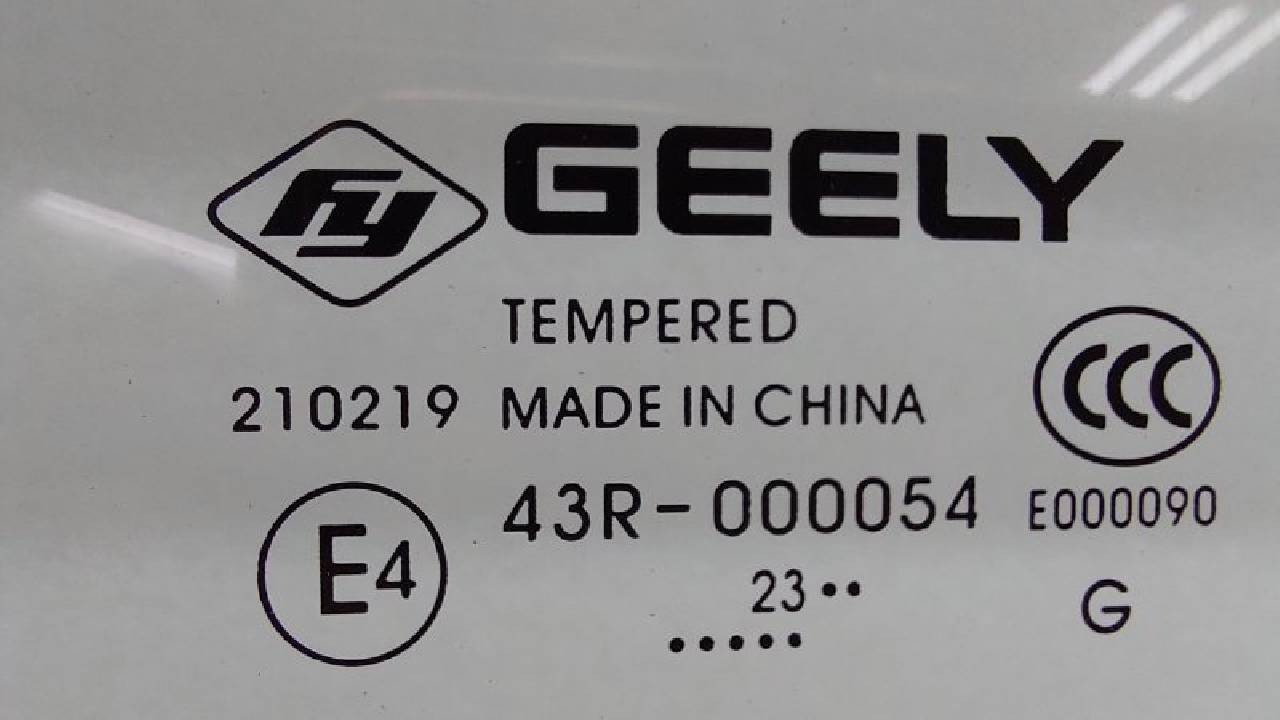 fy GEELY
TEMPERED
210219 MADE IN CHINA
CCC
43R-000054 E000090
E4
23••
G
•••••